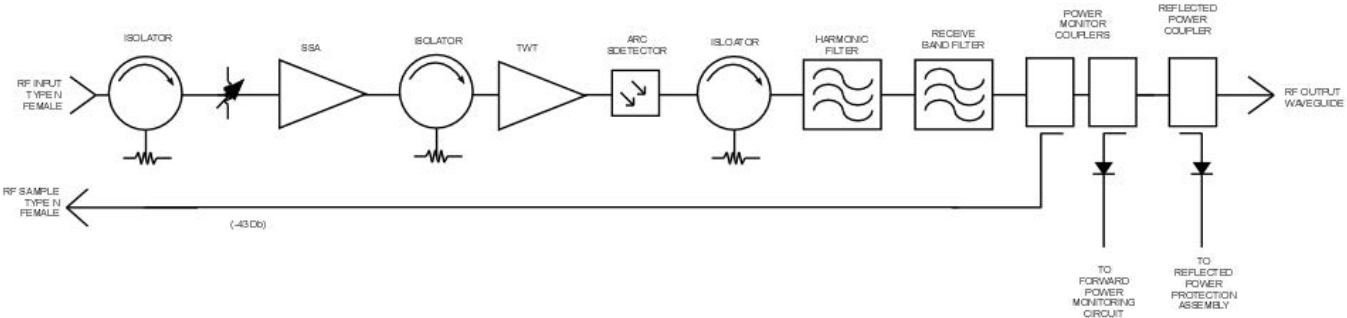 RF INPUT
TYPE N
FEMALE
ISOLATOR
SSA
ISOLATOR
TWT
ARC
SDETECTOR
ISLOATOR
HARMONIC
FILTER
RECEIVE
BAND FILTER
POWER
MONITOR
COUPLERS
REFLECTED
POWER
COUPLER
RF OUTPUT
WAVEGUIDE
RF SAMPLE
TYPE N
FEMALE
(-43Db)
TO
FORWARD
POWER
MONITORING
CIRCUIT
TO
REFLECTED
POWER
PROTECTION
ASSEMBLY